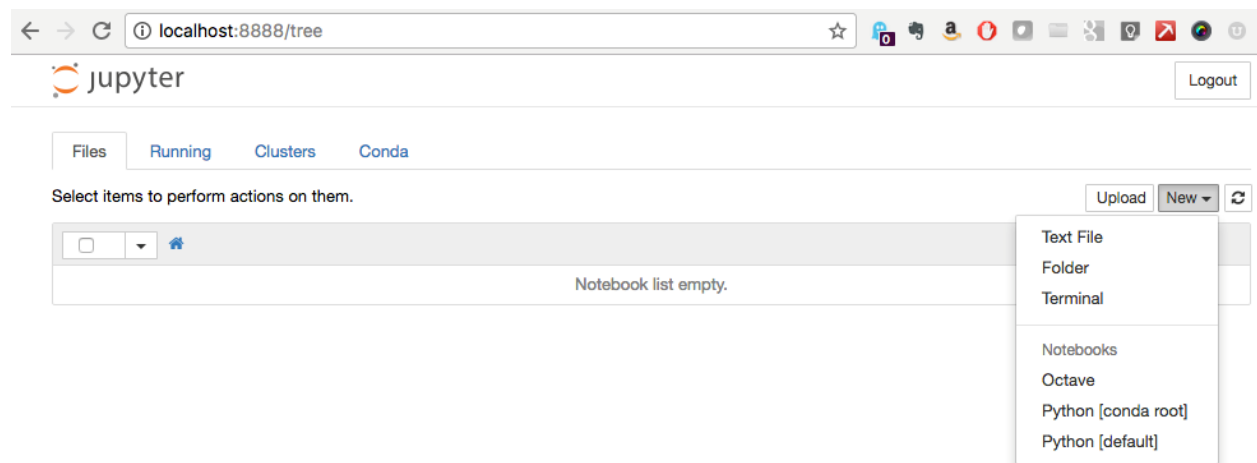 localhost:8888/tree
0
jupyter
Logout
Files Running Clusters Conda
Select items to perform actions on them.
Upload New
Text File
Folder
Terminal
Notebook list empty.
Notebooks
Octave
Python [conda root]
Python [default]